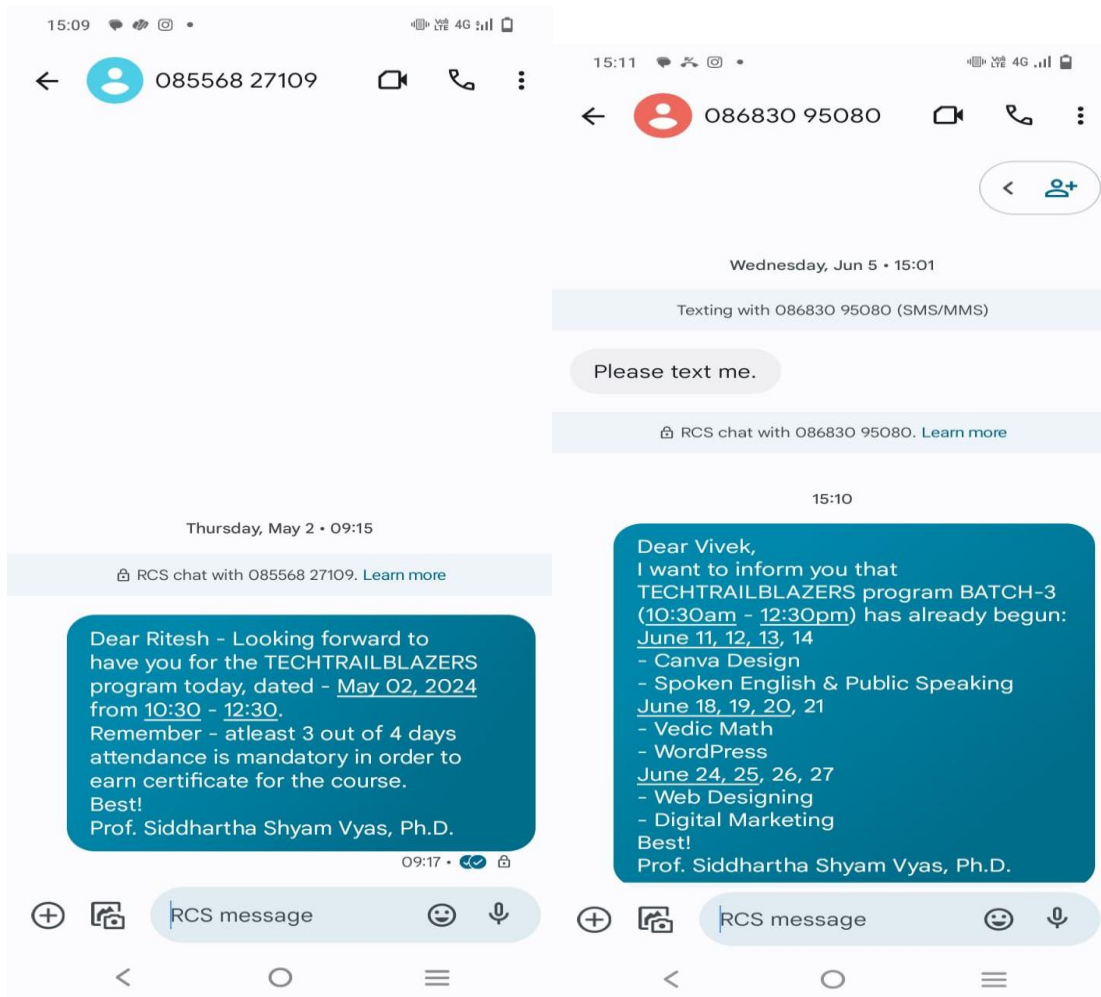 15:09
VoLTE 4G
085568 27109
Thursday, May 2 • 09:15
RCS chat with 085568 27109. Learn more
Dear Ritesh - Looking forward to
have you for the TECHTRAILBLAZERS
program today, dated - May 02, 2024
from 10:30 - 12:30.
Remember - atleast 3 out of 4 days
attendance is mandatory in order to
earn certificate for the course.
Best!
Prof. Siddhartha Shyam Vyas, Ph.D.
09:17 •
RCS message
15:11
VoLTE 4G
086830 95080
Wednesday, Jun 5 • 15:01
Texting with 086830 95080 (SMS/MMS)
Please text me.
RCS chat with 086830 95080. Learn more
15:10
Dear Vivek,
I want to inform you that
TECHTRAILBLAZERS program BATCH-3
(10:30am - 12:30pm) has already begun:
June 11, 12, 13, 14
- Canva Design
- Spoken English & Public Speaking
June 18, 19, 20, 21
- Vedic Math
- WordPress
June 24, 25, 26, 27
- Web Designing
- Digital Marketing
Best!
Prof. Siddhartha Shyam Vyas, Ph.D.
RCS message